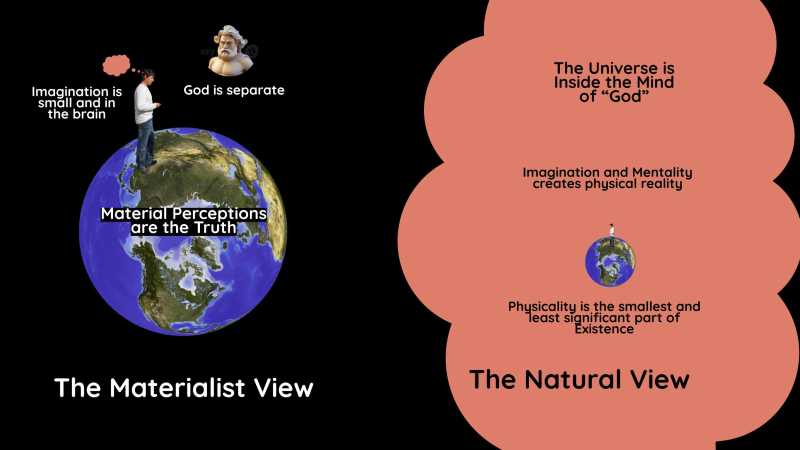 Imagination is
small and in
the brain
God is separate
Material Perceptions
are the Truth
The Materialist View
The Universe is
Inside the Mind
of “God”
Imagination and Mentality
creates physical reality
Physicality is the smallest and
least significant part of
Existence
The Natural View